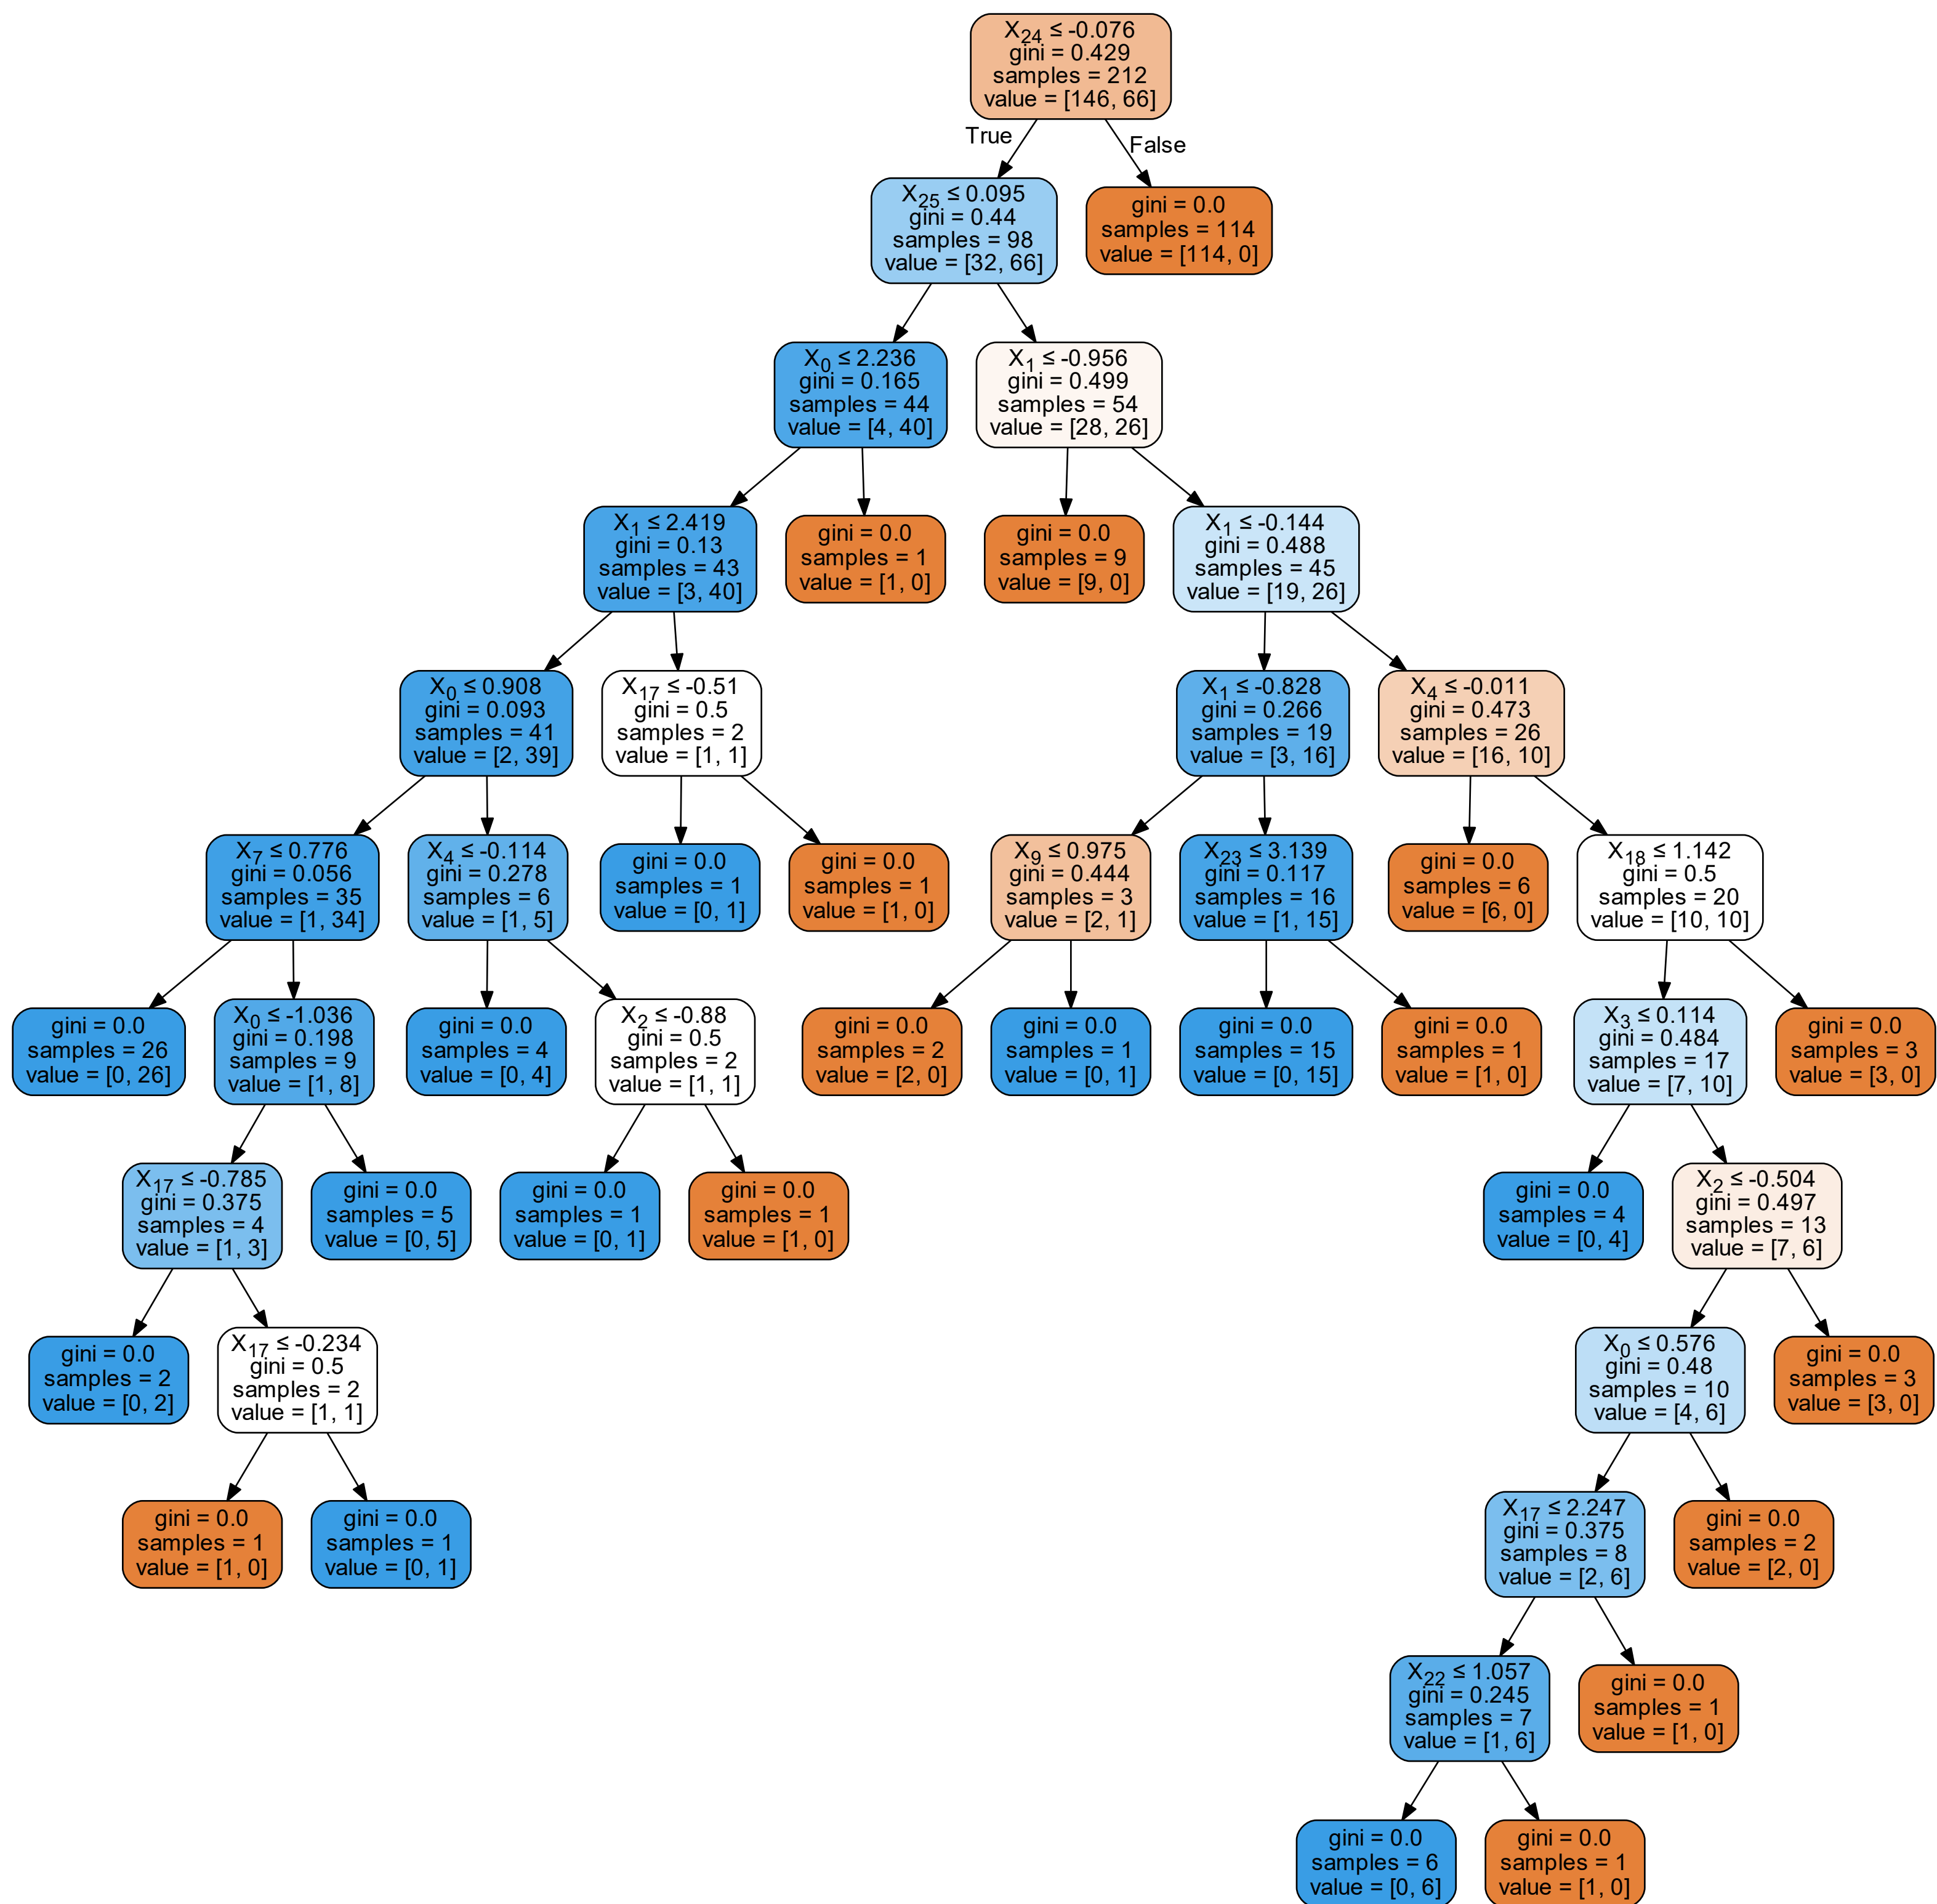 X24 ≤ -0.076
gini = 0.429
samples = 212
value = [146, 66]
True
False
X25 ≤ 0.095
gini = 0.44
samples = 98
value = [32, 66]
gini = 0.0
samples = 114
value = [114, 0]
X0 ≤ 2.236
gini = 0.165
samples = 44
value = [4, 40]
X1 ≤ -0.956
gini = 0.499
samples = 54
value = [28, 26]
X1 ≤ 2.419
gini = 0.13
samples = 43
value = [3, 40]
gini = 0.0
samples = 1
value = [1, 0]
gini = 0.0
samples = 9
value = [9, 0]
X1 ≤ -0.144
gini = 0.488
samples = 45
value = [19, 26]
X0 ≤ 0.908
gini = 0.093
samples = 41
value = [2, 39]
X17 ≤ -0.51
gini = 0.5
samples = 2
value = [1, 1]
X1 ≤ -0.828
gini = 0.266
samples = 19
value = [3, 16]
X4 ≤ -0.011
gini = 0.473
samples = 26
value = [16, 10]
X7 ≤ 0.776
gini = 0.056
samples = 35
value = [1, 34]
X4 ≤ -0.114
gini = 0.278
samples = 6
value = [1, 5]
gini = 0.0
samples = 1
value = [0, 1]
gini = 0.0
samples = 1
value = [1, 0]
X9 ≤ 0.975
gini = 0.444
samples = 3
value = [2, 1]
X23 ≤ 3.139
gini = 0.117
samples = 16
value = [1, 15]
gini = 0.0
samples = 6
value = [6, 0]
X18 ≤ 1.142
gini = 0.5
samples = 20
value = [10, 10]
gini = 0.0
samples = 26
value = [0, 26]
X0 ≤ -1.036
gini = 0.198
samples = 9
value = [1, 8]
gini = 0.0
samples = 4
value = [0, 4]
X2 ≤ -0.88
gini = 0.5
samples = 2
value = [1, 1]
gini = 0.0
samples = 2
value = [2, 0]
gini = 0.0
samples = 1
value = [0, 1]
gini = 0.0
samples = 15
value = [0, 15]
gini = 0.0
samples = 1
value = [1, 0]
X3 ≤ 0.114
gini = 0.484
samples = 17
value = [7, 10]
gini = 0.0
samples = 3
value = [3, 0]
X17 ≤ -0.785
gini = 0.375
samples = 4
value = [1, 3]
gini = 0.0
samples = 5
value = [0, 5]
gini = 0.0
samples = 1
value = [0, 1]
gini = 0.0
samples = 1
value = [1, 0]
gini = 0.0
samples = 4
value = [0, 4]
X2 ≤ -0.504
gini = 0.497
samples = 13
value = [7, 6]
gini = 0.0
samples = 2
value = [0, 2]
X17 ≤ -0.234
gini = 0.5
samples = 2
value = [1, 1]
X0 ≤ 0.576
gini = 0.48
samples = 10
value = [4, 6]
gini = 0.0
samples = 3
value = [3, 0]
gini = 0.0
samples = 1
value = [1, 0]
gini = 0.0
samples = 1
value = [0, 1]
X17 ≤ 2.247
gini = 0.375
samples = 8
value = [2, 6]
gini = 0.0
samples = 2
value = [2, 0]
X22 ≤ 1.057
gini = 0.245
samples = 7
value = [1, 6]
gini = 0.0
samples = 1
value = [1, 0]
gini = 0.0
samples = 6
value = [0, 6]
gini = 0.0
samples = 1
value = [1, 0]